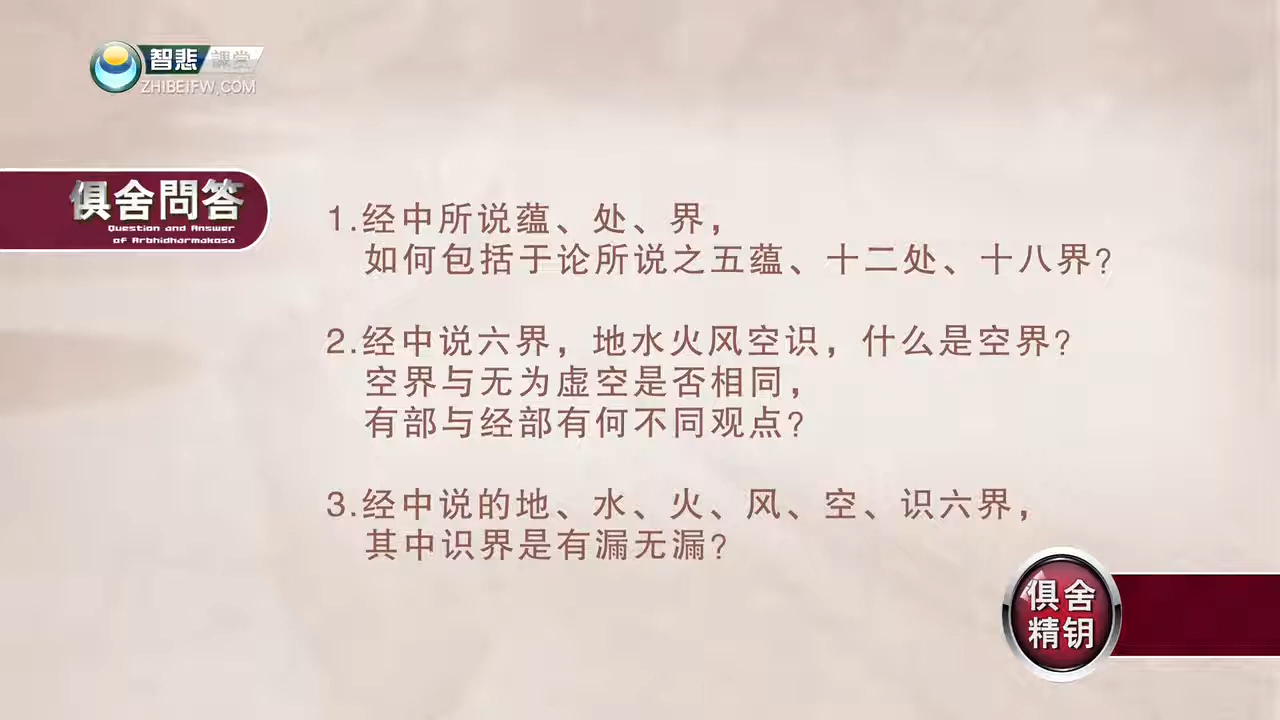 智悲課堂
ZHIBEIFW.COM
俱舍問答
Question and Answer
of Arbhidharmakosa
1.经中所说蕴、处、界，
如何包括于论所说之五蕴、十二处、十八界?
2.经中说六界，地水火风空识，什么是空界?
空界与无为虚空是否相同，
有部与经部有何不同观点?
3.经中说的地、水、火、风、空、识六界，
其中识界是有漏无漏?
俱舍
精钥